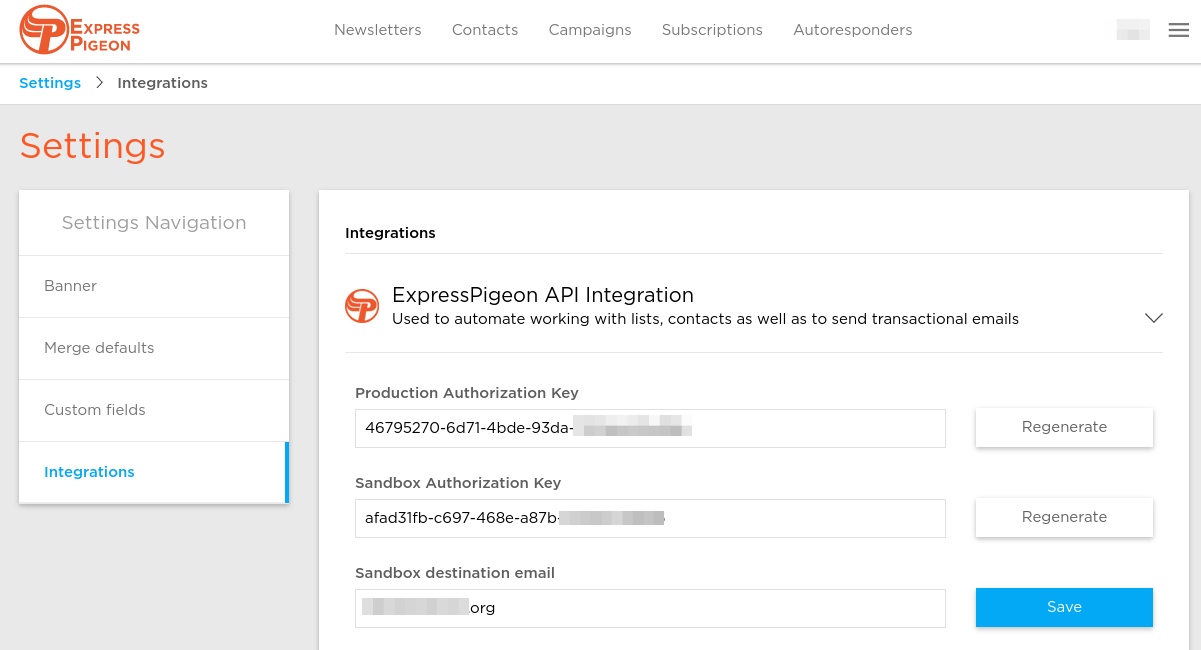 EXPRESS
PIGEON
Newsletters Contacts Campaigns Subscriptions Autoresponders
Settings > Integrations
Settings
Settings Navigation
Banner
Merge defaults
Custom fields
Integrations
Integrations
ExpressPigeon API Integration
Used to automate working with lists, contacts as well as to send transactional emails
Production Authorization Key
46795270-6d71-4bde-93da-
Regenerate
Sandbox Authorization Key
afad31fb-c697-468e-a87b-
Regenerate
Sandbox destination email
.org
Save